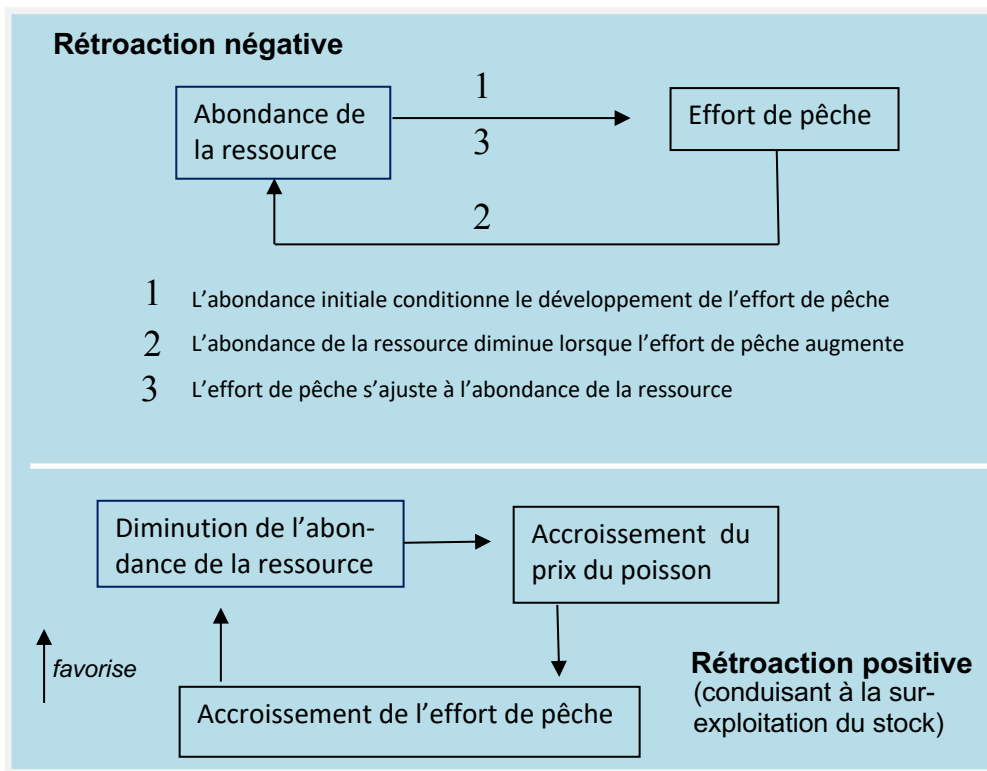 Rétroaction négative
Abondance de
la ressource
1
3
Effort de pêche
2
1 L’abondance initiale conditionne le développement de l’effort de pêche
2 L’abondance de la ressource diminue lorsque l’effort de pêche augmente
3 L’effort de pêche s’ajuste à l’abondance de la ressource
Diminution de l’abon-
dance de la ressource
Accroissement du
prix du poisson
favorise
Accroissement de l’effort de pêche
Rétroaction positive
(conduisant à la sur-
exploitation du stock)